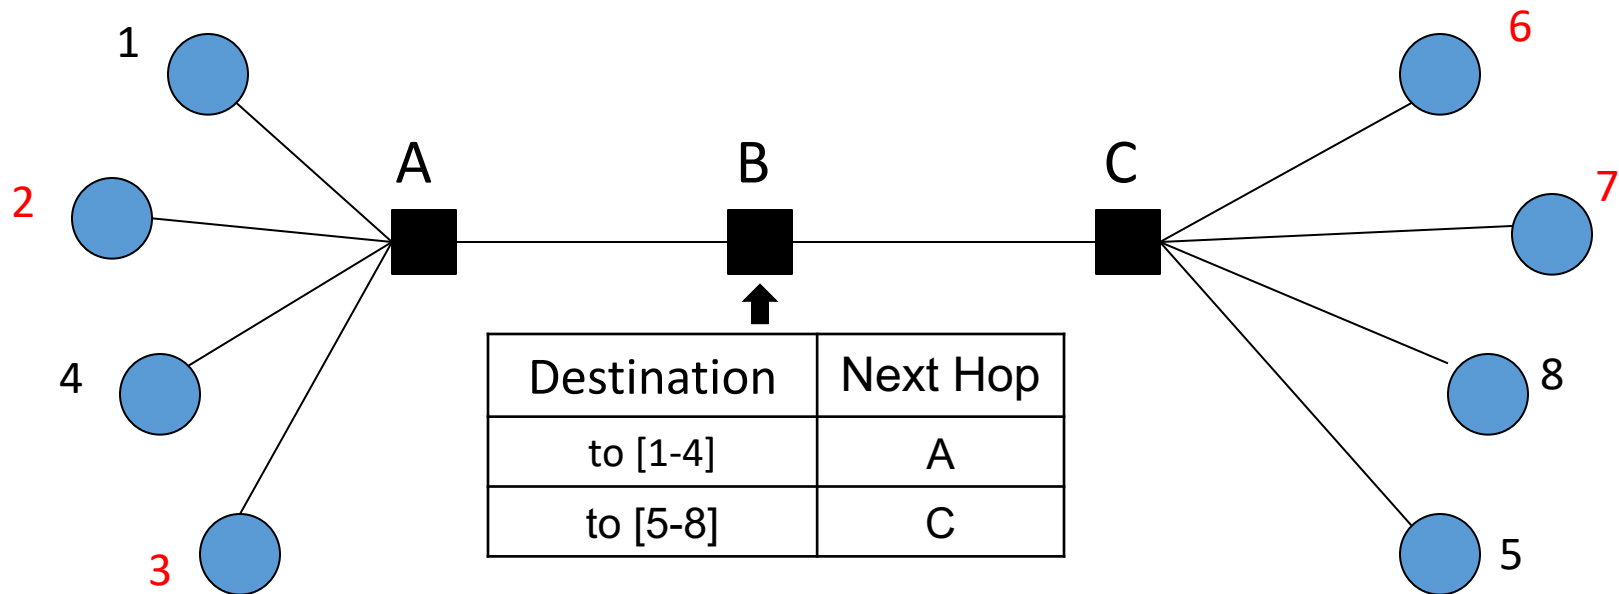 1
6
A
B
C
2
7
4
8
Destination Next Hop
to [1-4] A
to [5-8] C
3
5